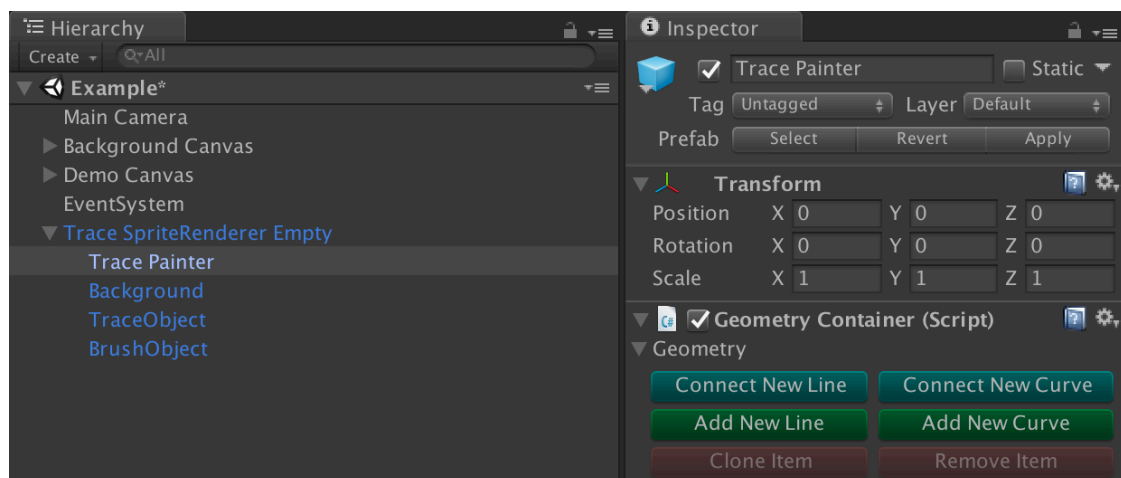 Hierarchy
Create
All
Example*
Main Camera
Background Canvas
Demo Canvas
EventSystem
Trace SpriteRenderer Empty
Trace Painter
Background
TraceObject
BrushObject
Inspector
Trace Painter Static
Tag Untagged Layer Default
Prefab Select Revert Apply
Transform
Position X 0 Y 0 Z 0
Rotation X 0 Y 0 Z 0
Scale X 1 Y 1 Z 1
C# Geometry Container (Script)
Geometry
Connect New Line Connect New Curve
Add New Line Add New Curve
Clone Item Remove Item